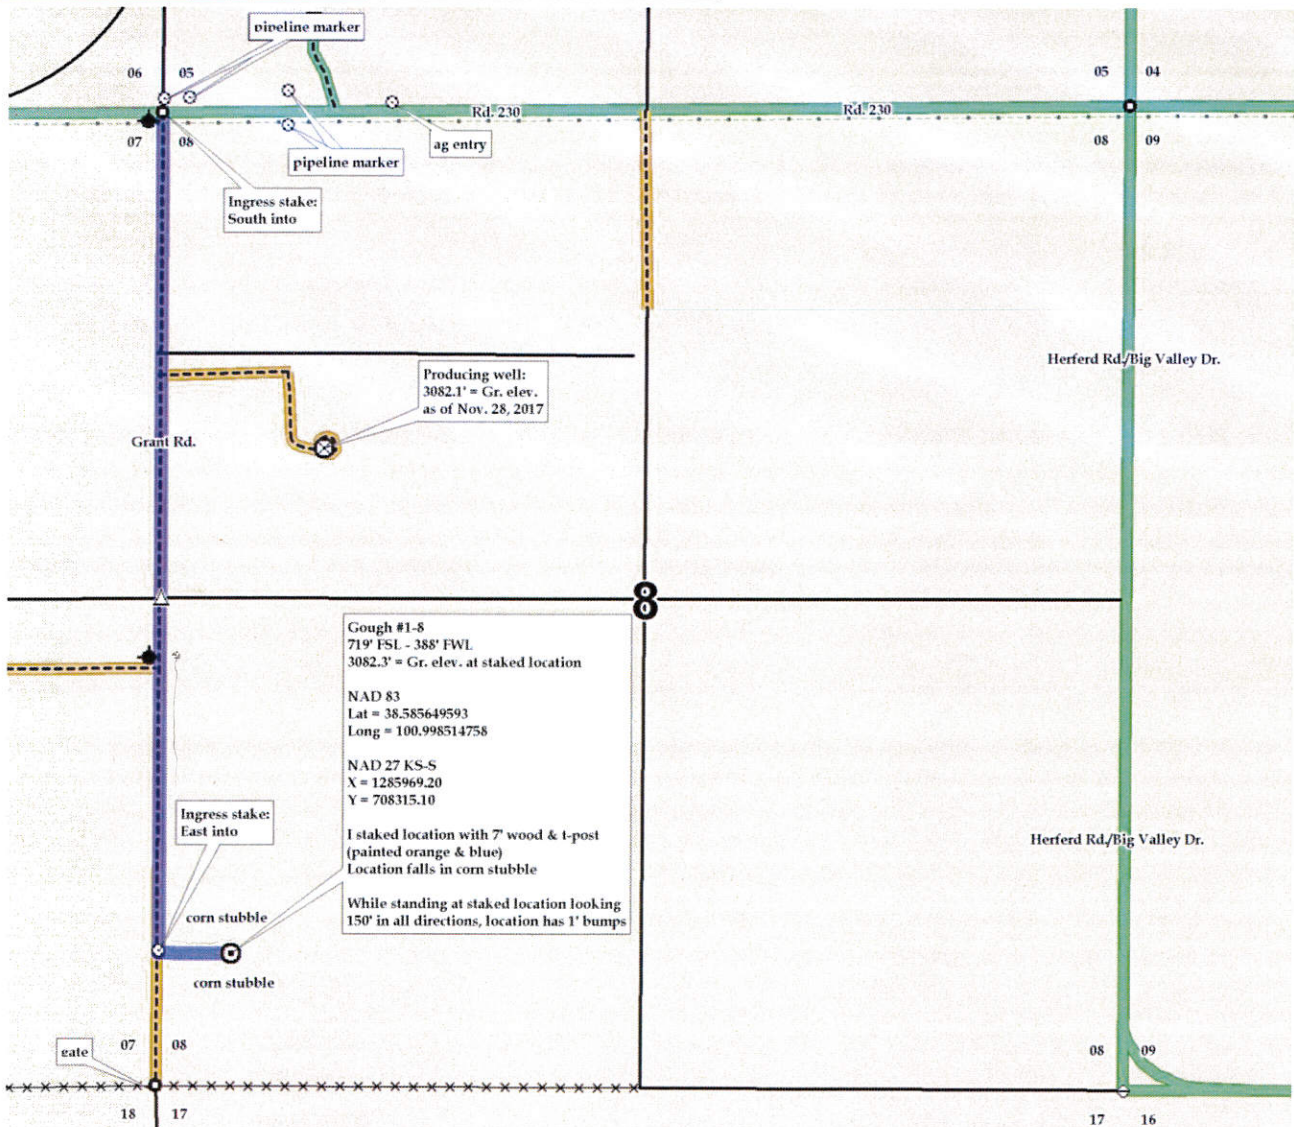 pipeline marker
06
05
05
04
Rd. 230
Rd. 230
07
08
ag entry
08
09
pipeline marker
Ingress stake:
South into
Herferd Rd./Big Valley Dr.
Producing well:
3082.1' = Gr. elev.
as of Nov. 28, 2017
Grant Rd.
8
Gough #1-8
719' FSL - 388' FWL
3082.3' = Gr. elev. at staked location
NAD 83
Lat = 38.585649593
Long = 100.998514758
NAD 27 KS-S
X = 1285969.20
Y = 708315.10
Ingress stake:
East into
I staked location with 7' wood & t-post
(painted orange & blue)
Location falls in corn stubble
Herferd Rd./Big Valley Dr.
While standing at staked location looking
150' in all directions, location has 1' bumps
corn stubble
corn stubble
07
08
gate
08
09
18
17
17
16